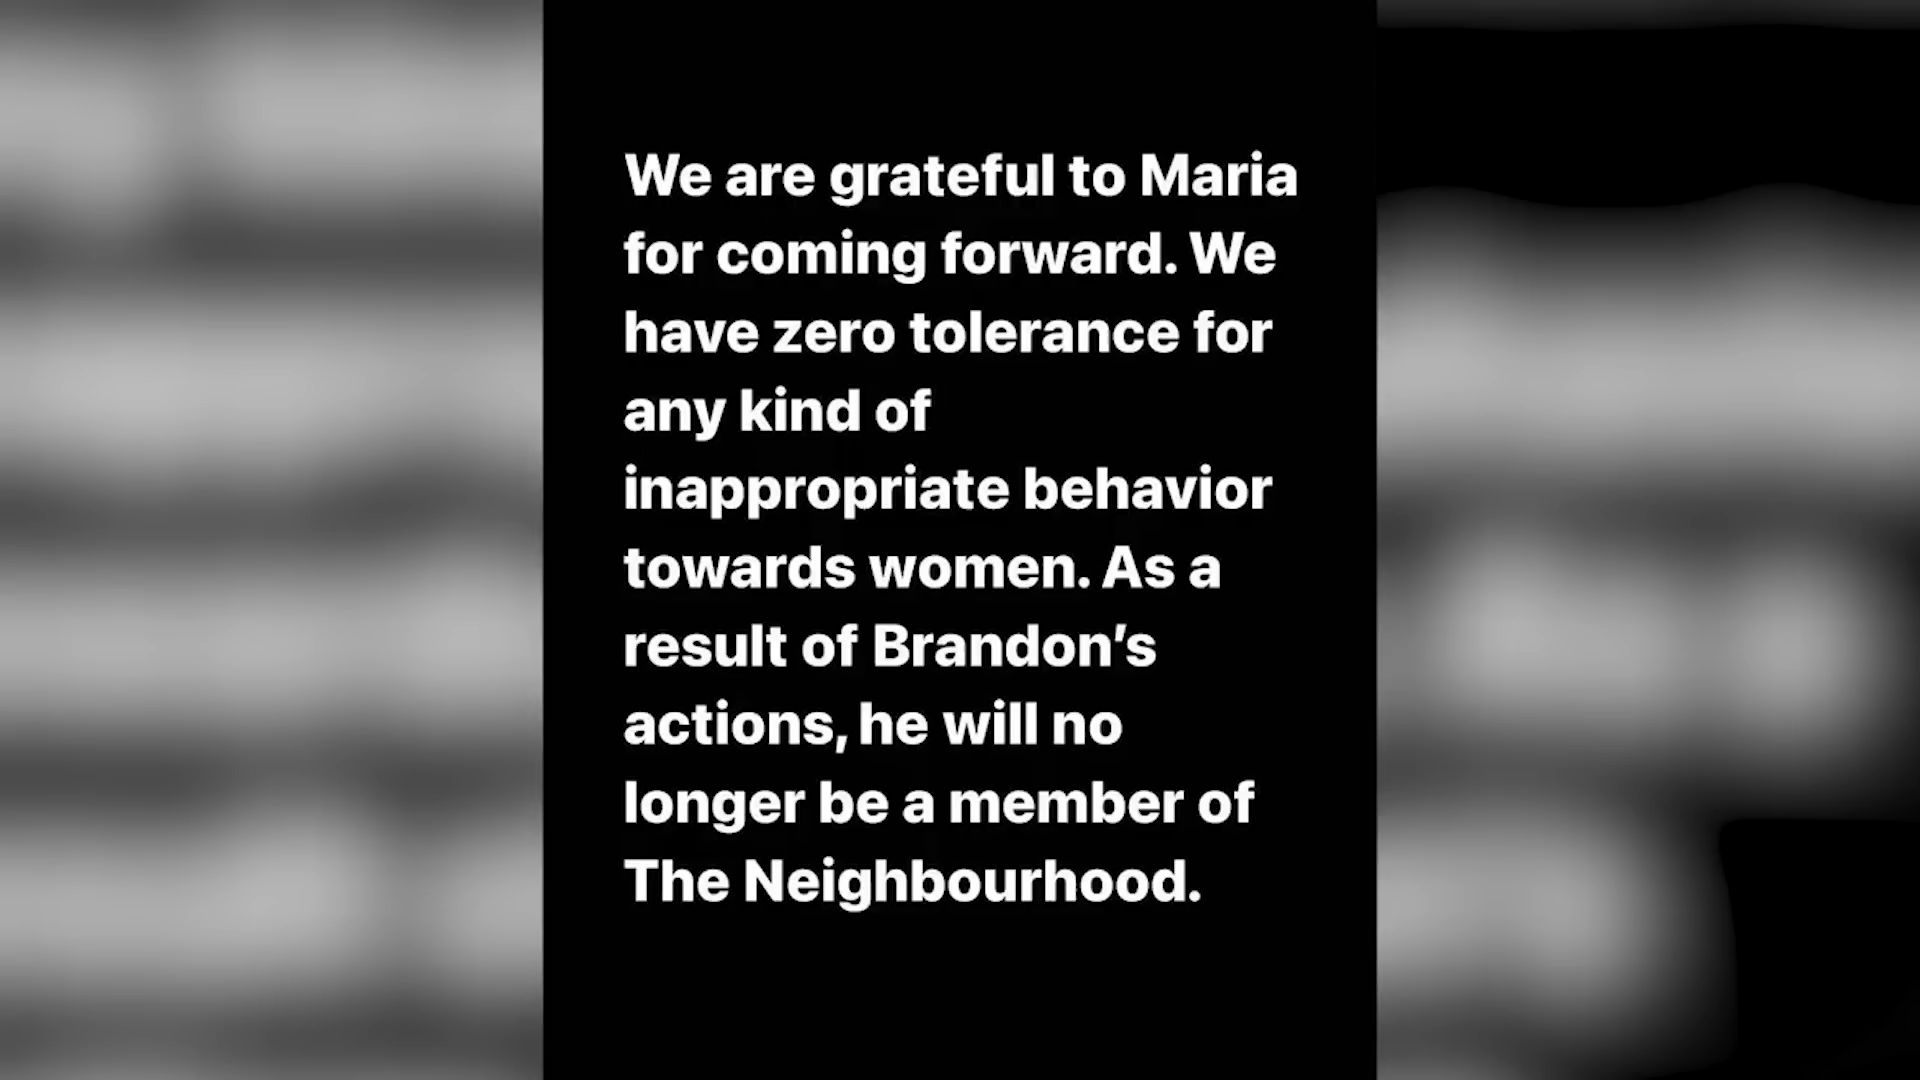 We are grateful to Maria
for coming forward. We
have zero tolerance for
any kind of
inappropriate behavior
towards women. As a
result of Brandon’s
actions, he will no
longer be a member of
The Neighbourhood.